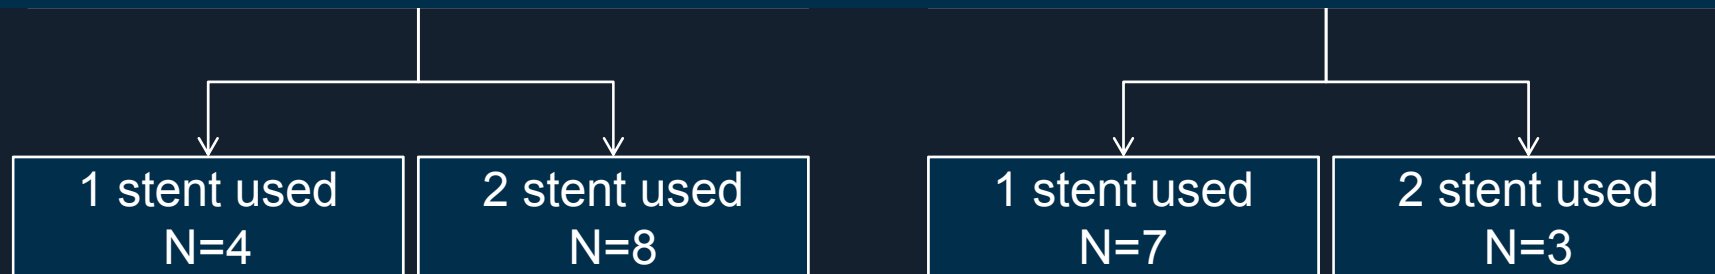 1 stent used
N=4
2 stent used
N=8
1 stent used
N=7
2 stent used
N=3